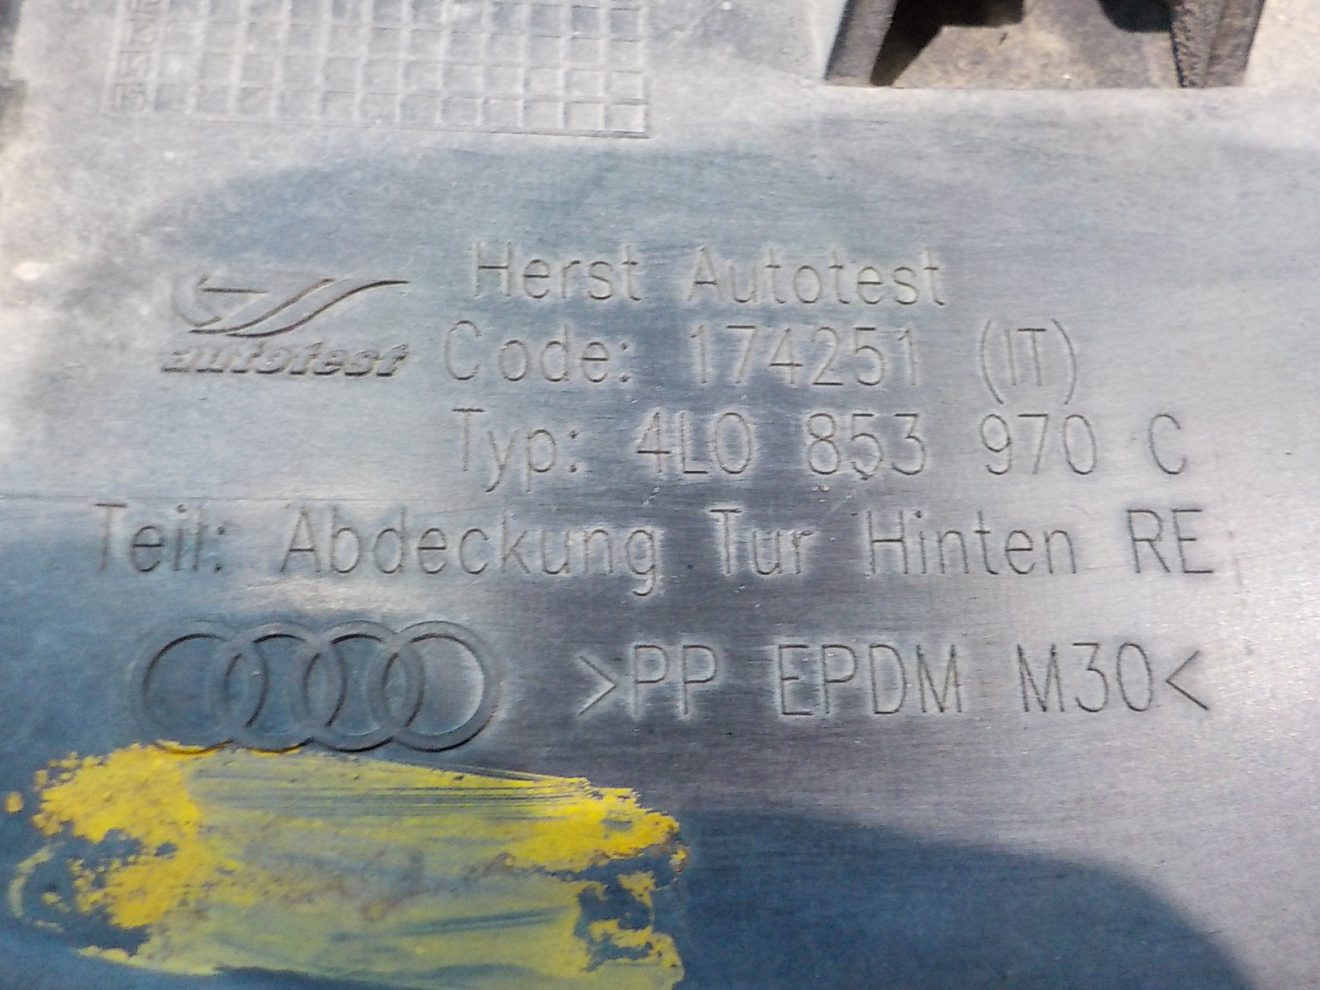 Herst Autotest
autotest
Code: 174251 (IT)
Typ: 4L0 853 970 C
Teil: Abdeckung Tur Hinten RE
>PP EPDM M30<